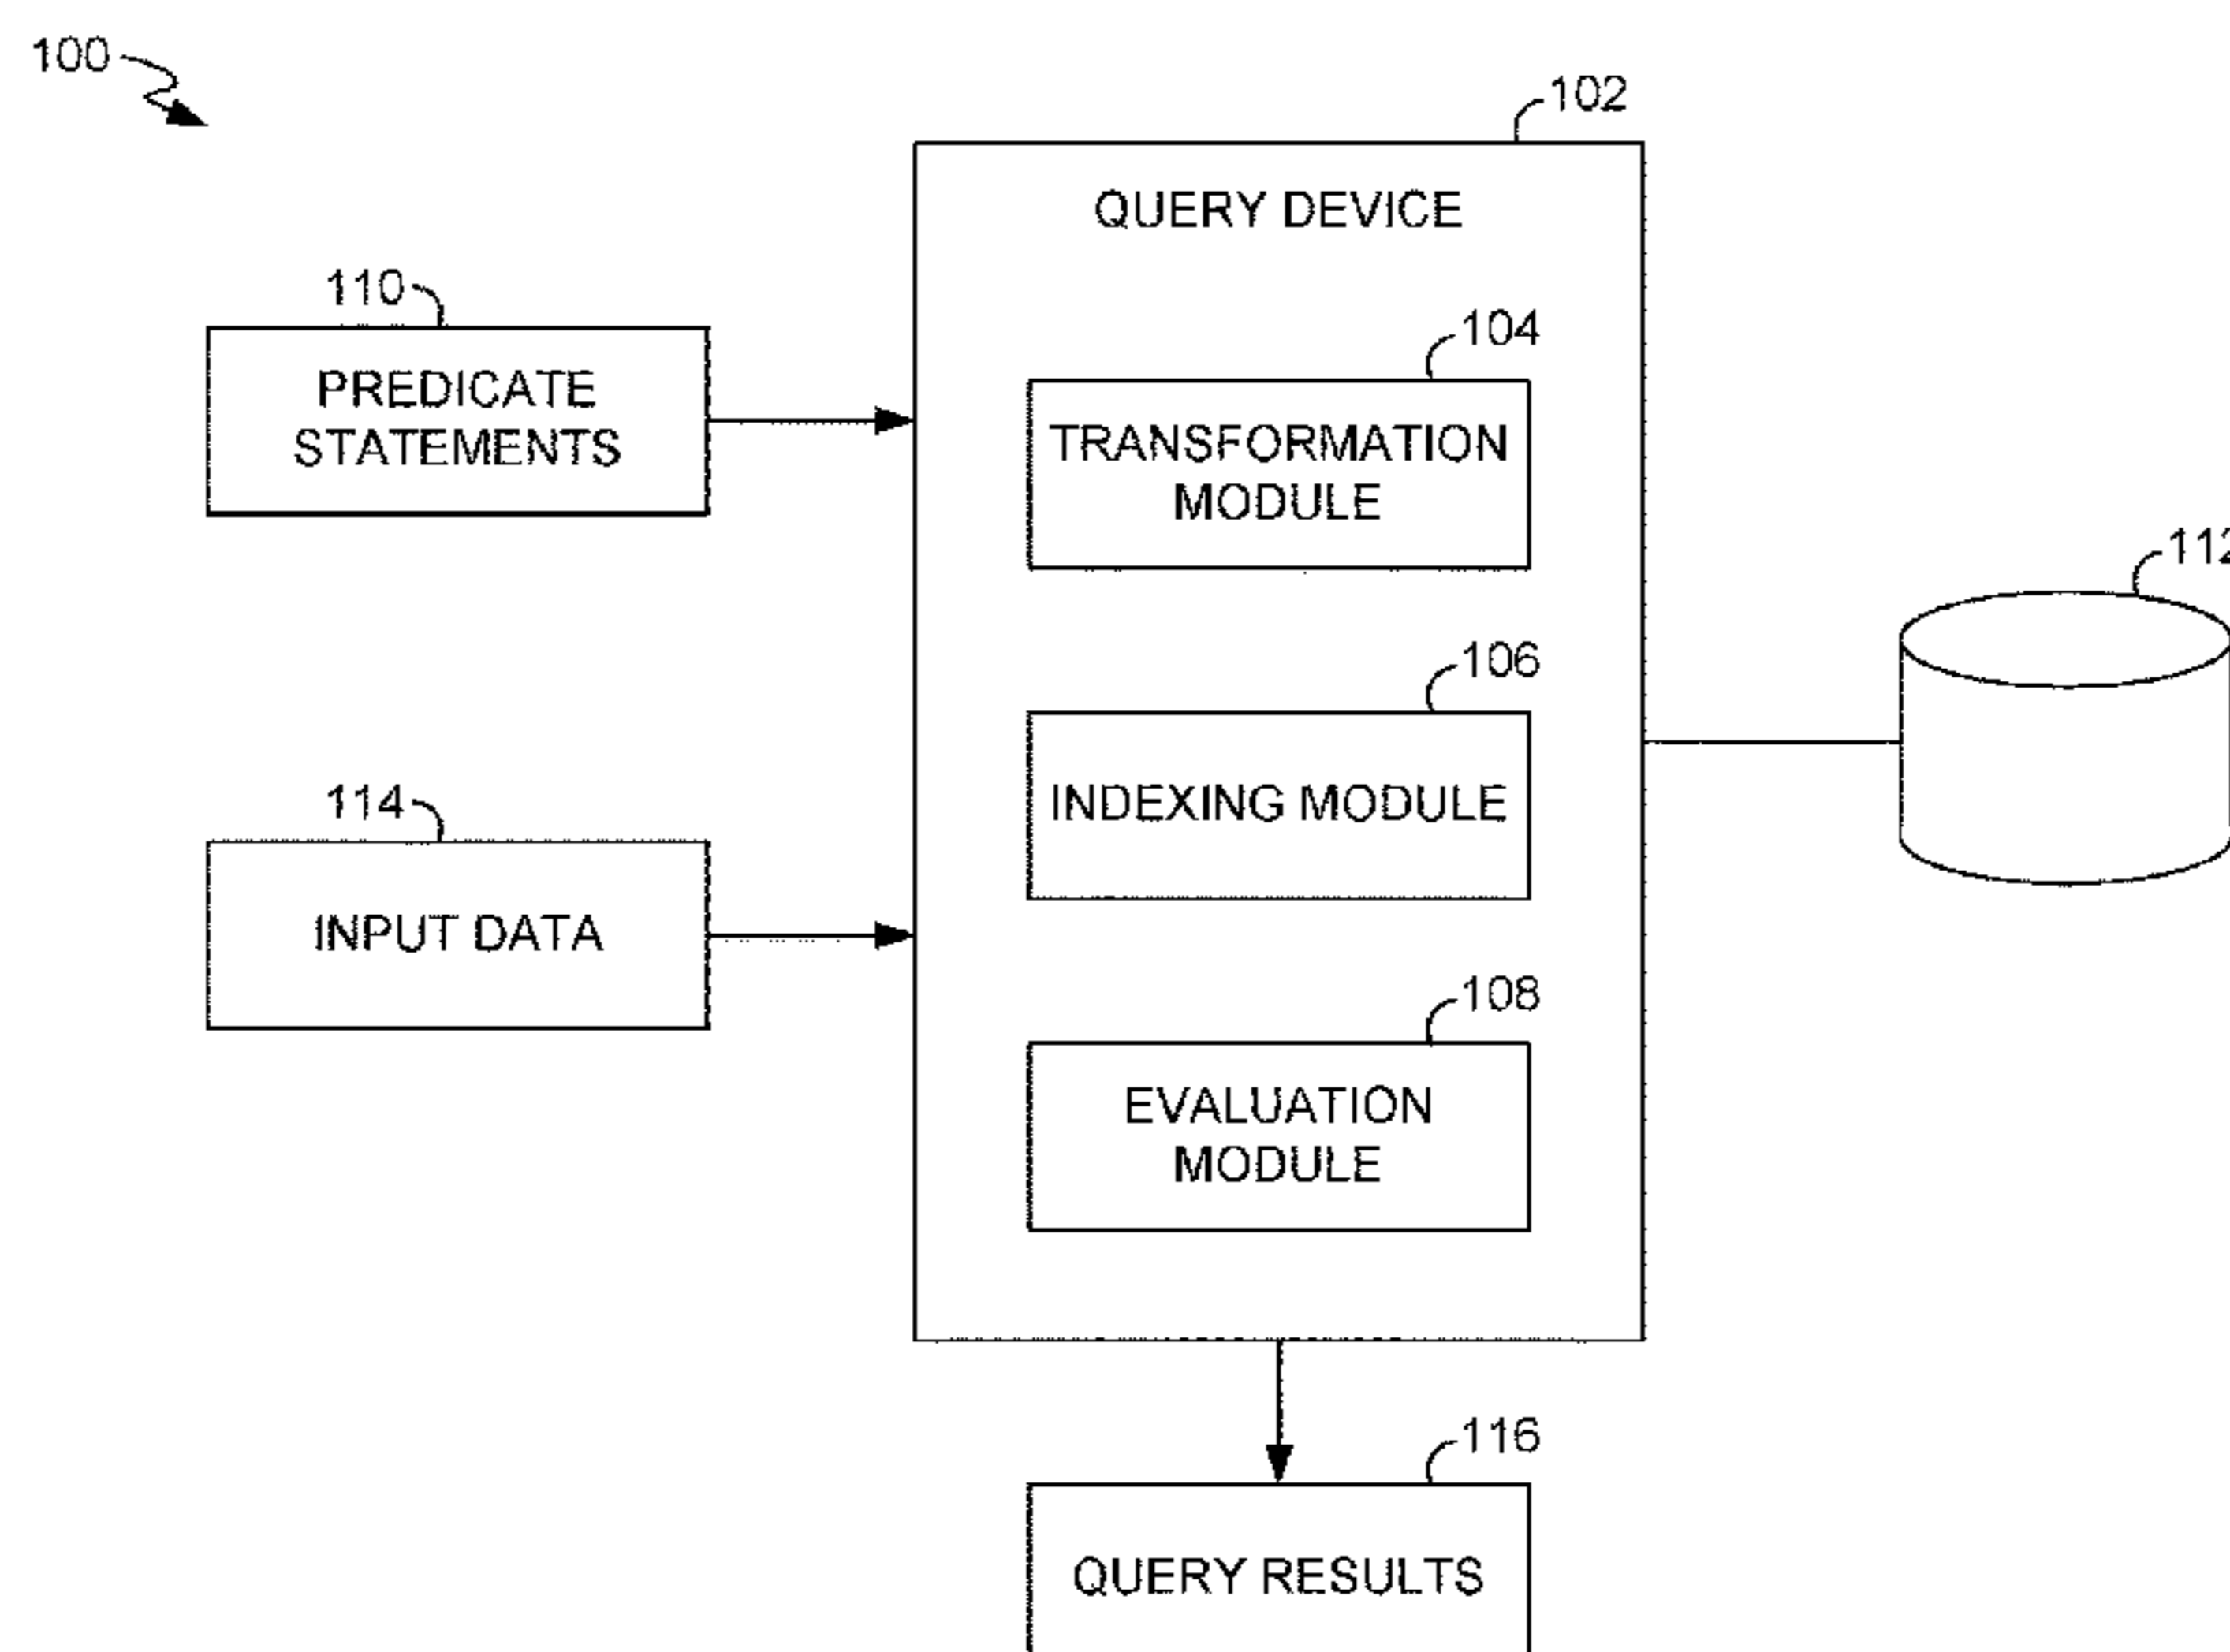 100
102
QUERY DEVICE
110
PREDICATE
STATEMENTS
104
TRANSFORMATION
MODULE
112
106
INDEXING MODULE
114
INPUT DATA
108
EVALUATION
MODULE
116
QUERY RESULTS